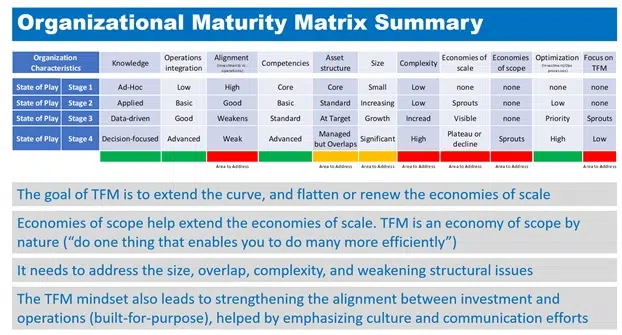 Organizational Maturity Matrix Summary
Organization Characteristics Knowledge Operations integration Alignment (investments vs operations) Competencies Asset structure Size Complexity Economies of scale Economies of scope Optimization Focus on TFM
State of Play Stage 1 Ad-Hoc Low High Core Core Small Low none none none none
State of Play Stage 2 Applied Basic Good Basic Standard Increasing Low Sprouts none Low none
State of Play Stage 3 Data-driven Good Weakens Standard At Target Growth Incread Visible none Priority Sprouts
State of Play Stage 4 Decision-focused Advanced Weak Advanced Managed but Overlaps Significant High Plateau or decline Sprouts High Low
Area to Address Area to Address Area to Address Area to Address Area to Address Area to Address Area to Address
The goal of TFM is to extend the curve, and flatten or renew the economies of scale
Economies of scope help extend the economies of scale. TFM is an economy of scope by
nature (“do one thing that enables you to do many more efficiently”)
It needs to address the size, overlap, complexity, and weakening structural issues
The TFM mindset also leads to strengthening the alignment between investment and
operations (built-for-purpose), helped by emphasizing culture and communication efforts